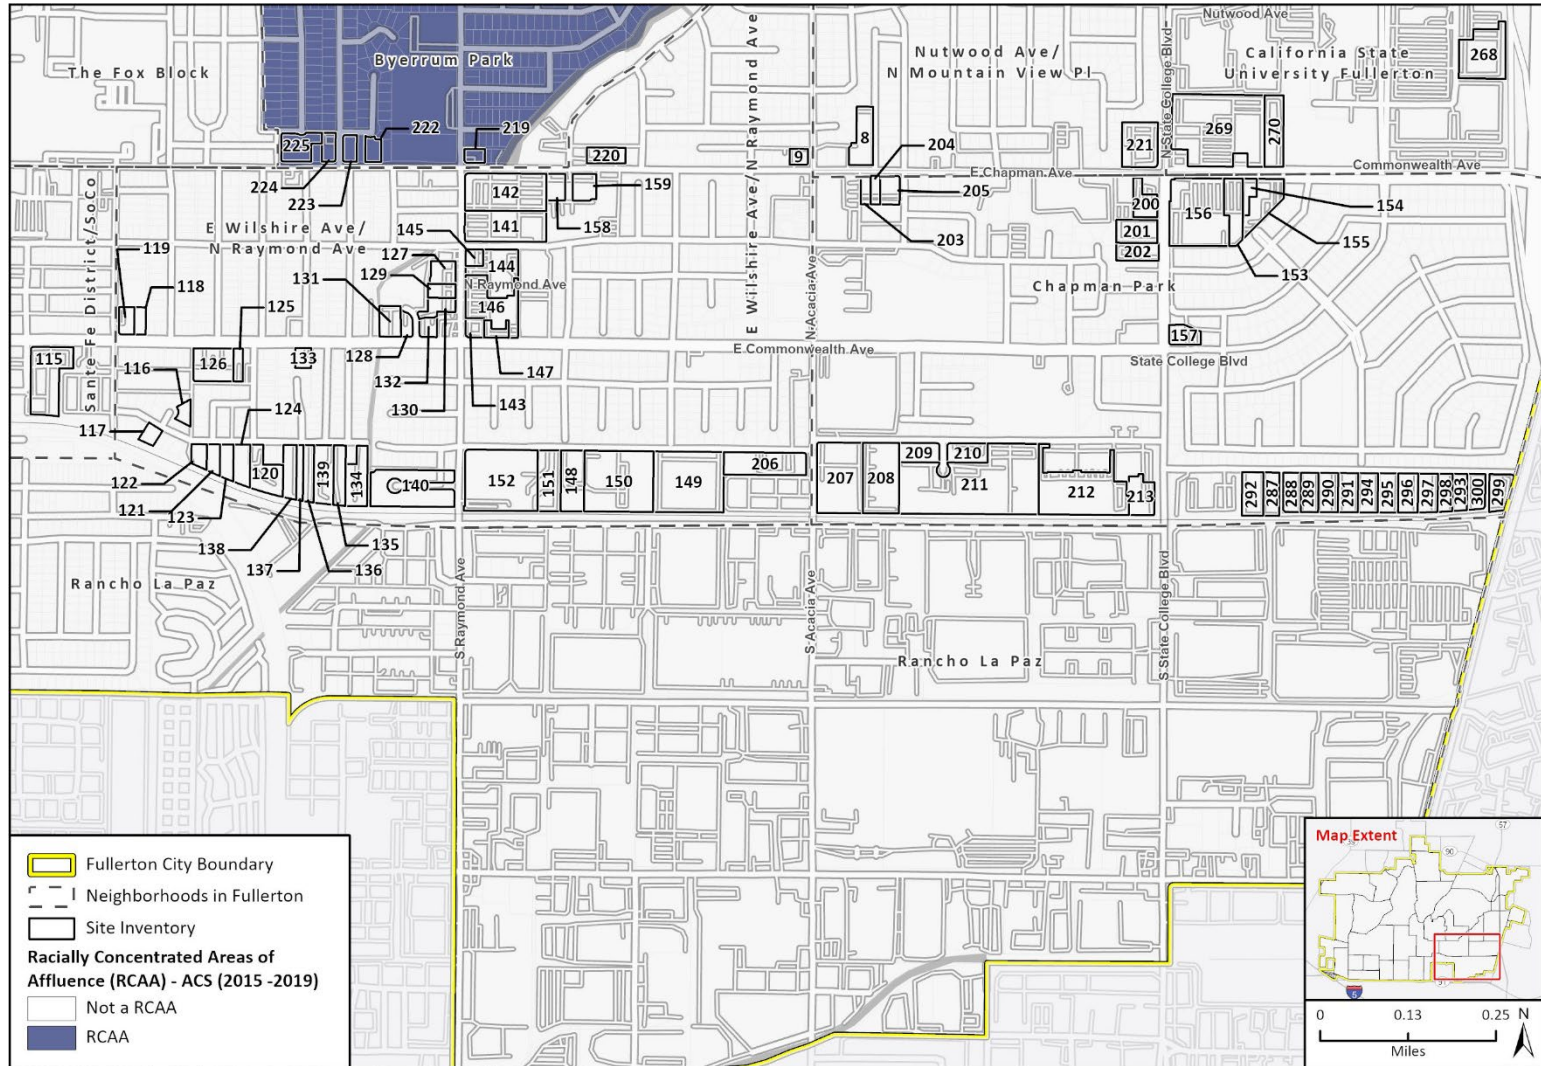 Nutwood Ave
The Fox Block
Byerrum Park
Nutwood Ave/
N Mountain View Pl
California State
University Fullerton
268
E Wilshire Ave/N Raymond Ave
N State College Blvd
225
222
219
220
9
8
204
221
269
270
224
223
E Chapman Ave
Commonwealth Ave
142
159
205
200
156
154
E Wilshire Ave/
N Raymond Ave
145
141
158
203
201
202
155
153
119
118
131
127
129
144
N Raymond Ave
146
Chapman Park
N Acacia Ave
Sante Fe District/SoCo
125
157
115
116
126
133
128
132
130
147
143
E Commonwealth Ave
State College Blvd
117
124
122
121
123
120
139
134
140
152
151
148
150
149
206
207
208
209
210
211
212
213
292
287
288
289
290
291
294
295
296
297
298
293
300
299
138
137
136
135
Rancho La Paz
S Raymond Ave
S Acacia Ave
S State College Blvd
Rancho La Paz
Fullerton City Boundary
Neighborhoods in Fullerton
Site Inventory
Racially Concentrated Areas of
Affluence (RCAA) - ACS (2015 -2019)
Not a RCAA
RCAA
Map Extent
57
90
91
5
0 0.13 0.25
Miles
N